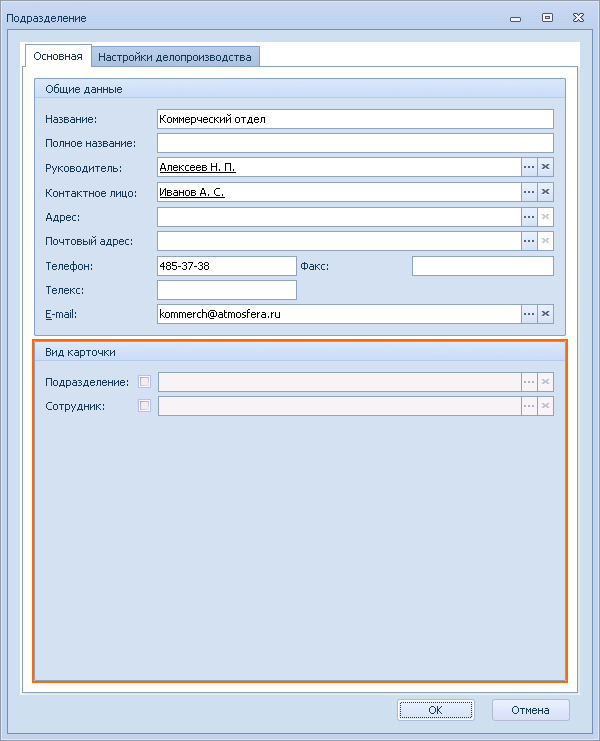 Подразделение
Основная Настройки делопроизводства
Общие данные
Название: Коммерческий отдел
Полное название:
Руководитель: Алексеев Н. П.
Контактное лицо: Иванов А. С.
Адрес:
Почтовый адрес:
Телефон: 485-37-38 Факс:
Телекс:
E-mail: kommerch@atmosfera.ru
Вид карточки
Подразделение:
Сотрудник:
OK Отмена